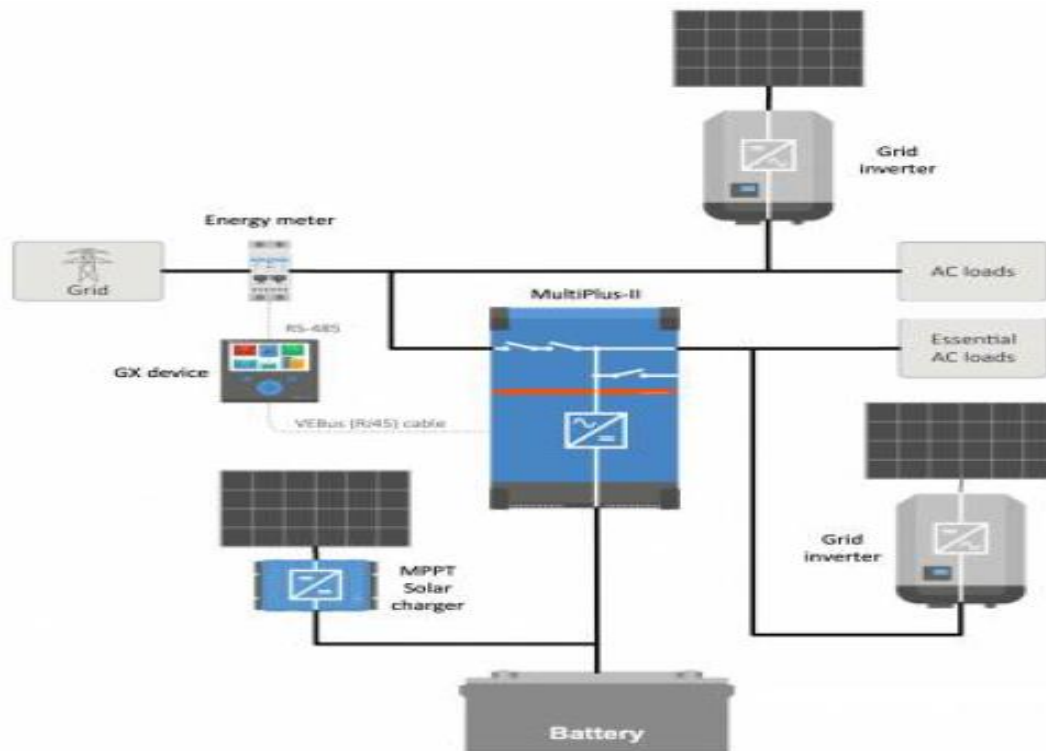 Grid
inverter
Energy meter
Grid
AC loads
MultiPlus-II
RS-485
Essential
AC loads
GX device
VEBus (RJ45) cable
MPPT
Solar
charger
Grid
inverter
Battery